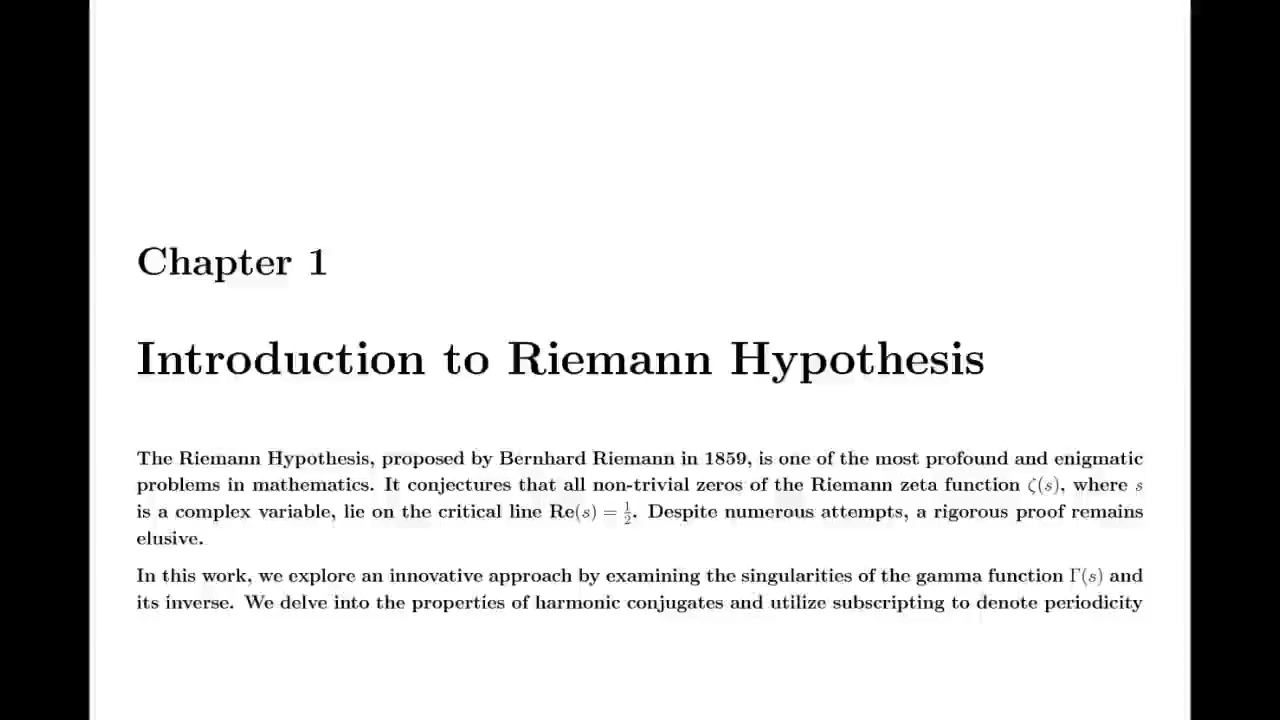 Chapter 1
Introduction to Riemann Hypothesis
The Riemann Hypothesis, proposed by Bernhard Riemann in 1859, is one of the most profound and enigmatic
problems in mathematics. It conjectures that all non-trivial zeros of the Riemann zeta function ζ(s), where s
is a complex variable, lie on the critical line Re(s) = 1/2. Despite numerous attempts, a rigorous proof remains
elusive.
In this work, we explore an innovative approach by examining the singularities of the gamma function Γ(s) and
its inverse. We delve into the properties of harmonic conjugates and utilize subscripting to denote periodicity